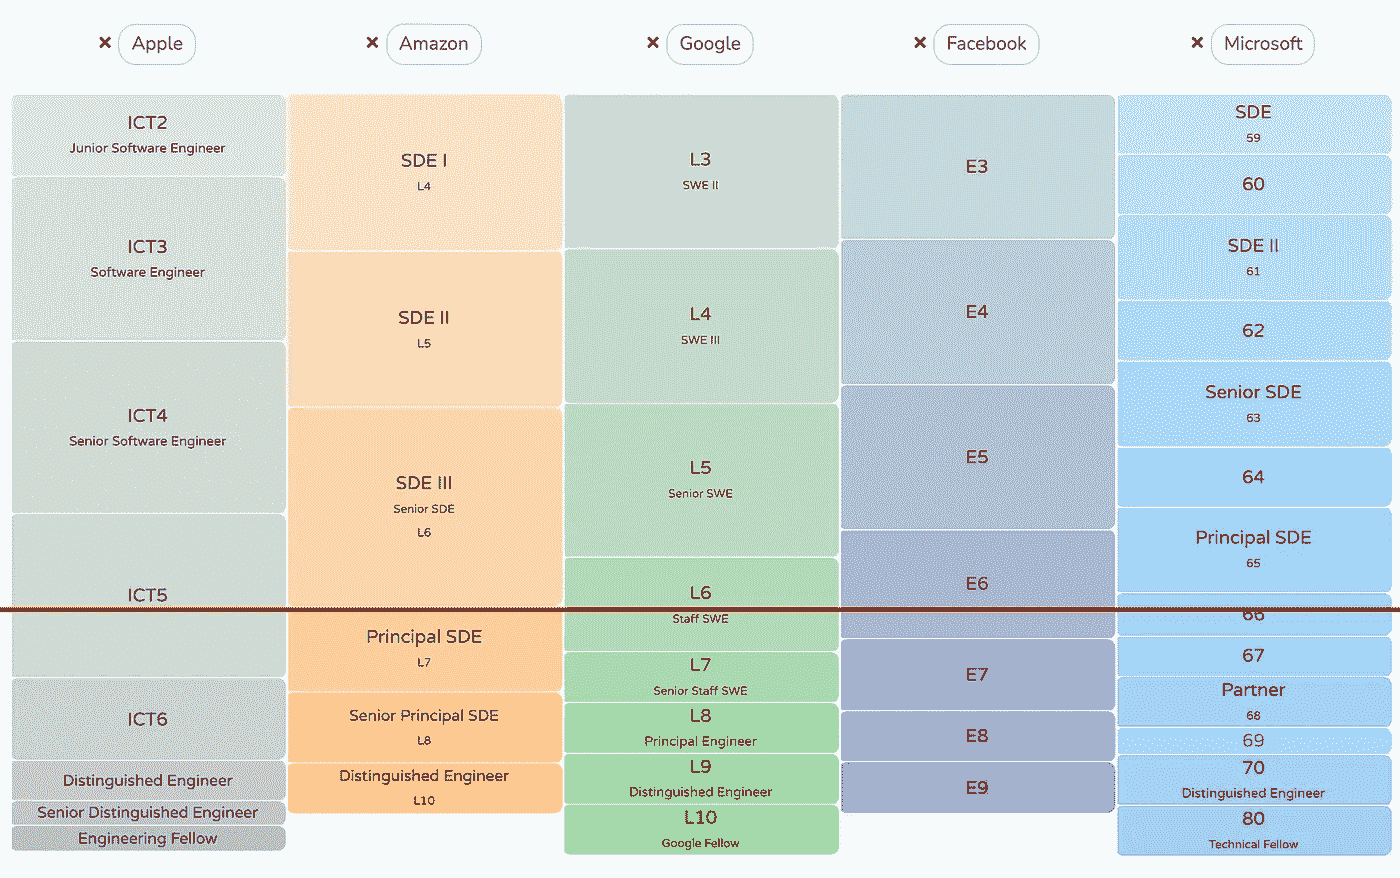 × Apple
× Amazon
× Google
× Facebook
× Microsoft
ICT2
Junior Software Engineer
ICT3
Software Engineer
ICT4
Senior Software Engineer
ICT5
ICT6
Distinguished Engineer
Senior Distinguished Engineer
Engineering Fellow
SDE I
L4
SDE II
L5
SDE III
Senior SDE
L6
Principal SDE
L7
Senior Principal SDE
L8
Distinguished Engineer
L10
L3
SWE II
L4
SWE III
L5
Senior SWE
L6
Staff SWE
L7
Senior Staff SWE
L8
Principal Engineer
L9
Distinguished Engineer
L10
Google Fellow
E3
E4
E5
E6
E7
E8
E9
SDE
59
60
SDE II
61
62
Senior SDE
63
64
Principal SDE
65
66
67
Partner
68
69
70
Distinguished Engineer
80
Technical Fellow